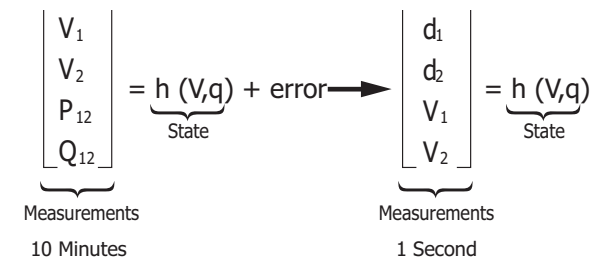 V1
V2
P12
Q12
= h (V,q) + error
State
Measurements
10 Minutes
d1
d2
V1
V2
= h (V,q)
State
Measurements
1 Second